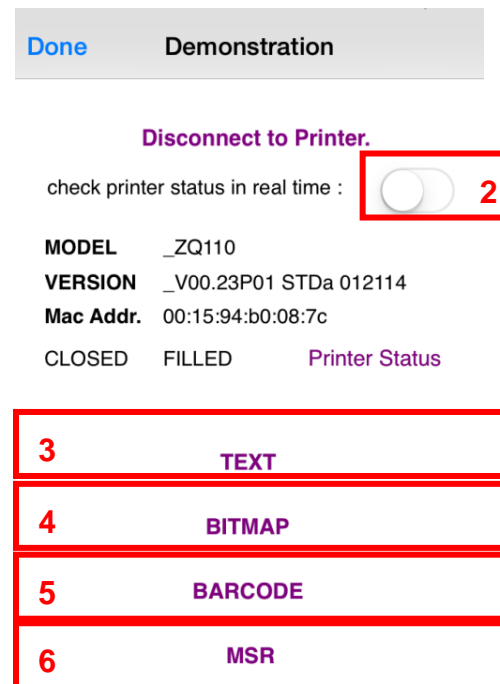 Done Demonstration
Disconnect to Printer.
check printer status in real time : 2
MODEL _ZQ110
VERSION _V00.23P01 STDa 012114
Mac Addr. 00:15:94:b0:08:7c
CLOSED FILLED Printer Status
3 TEXT
4 BITMAP
5 BARCODE
6 MSR